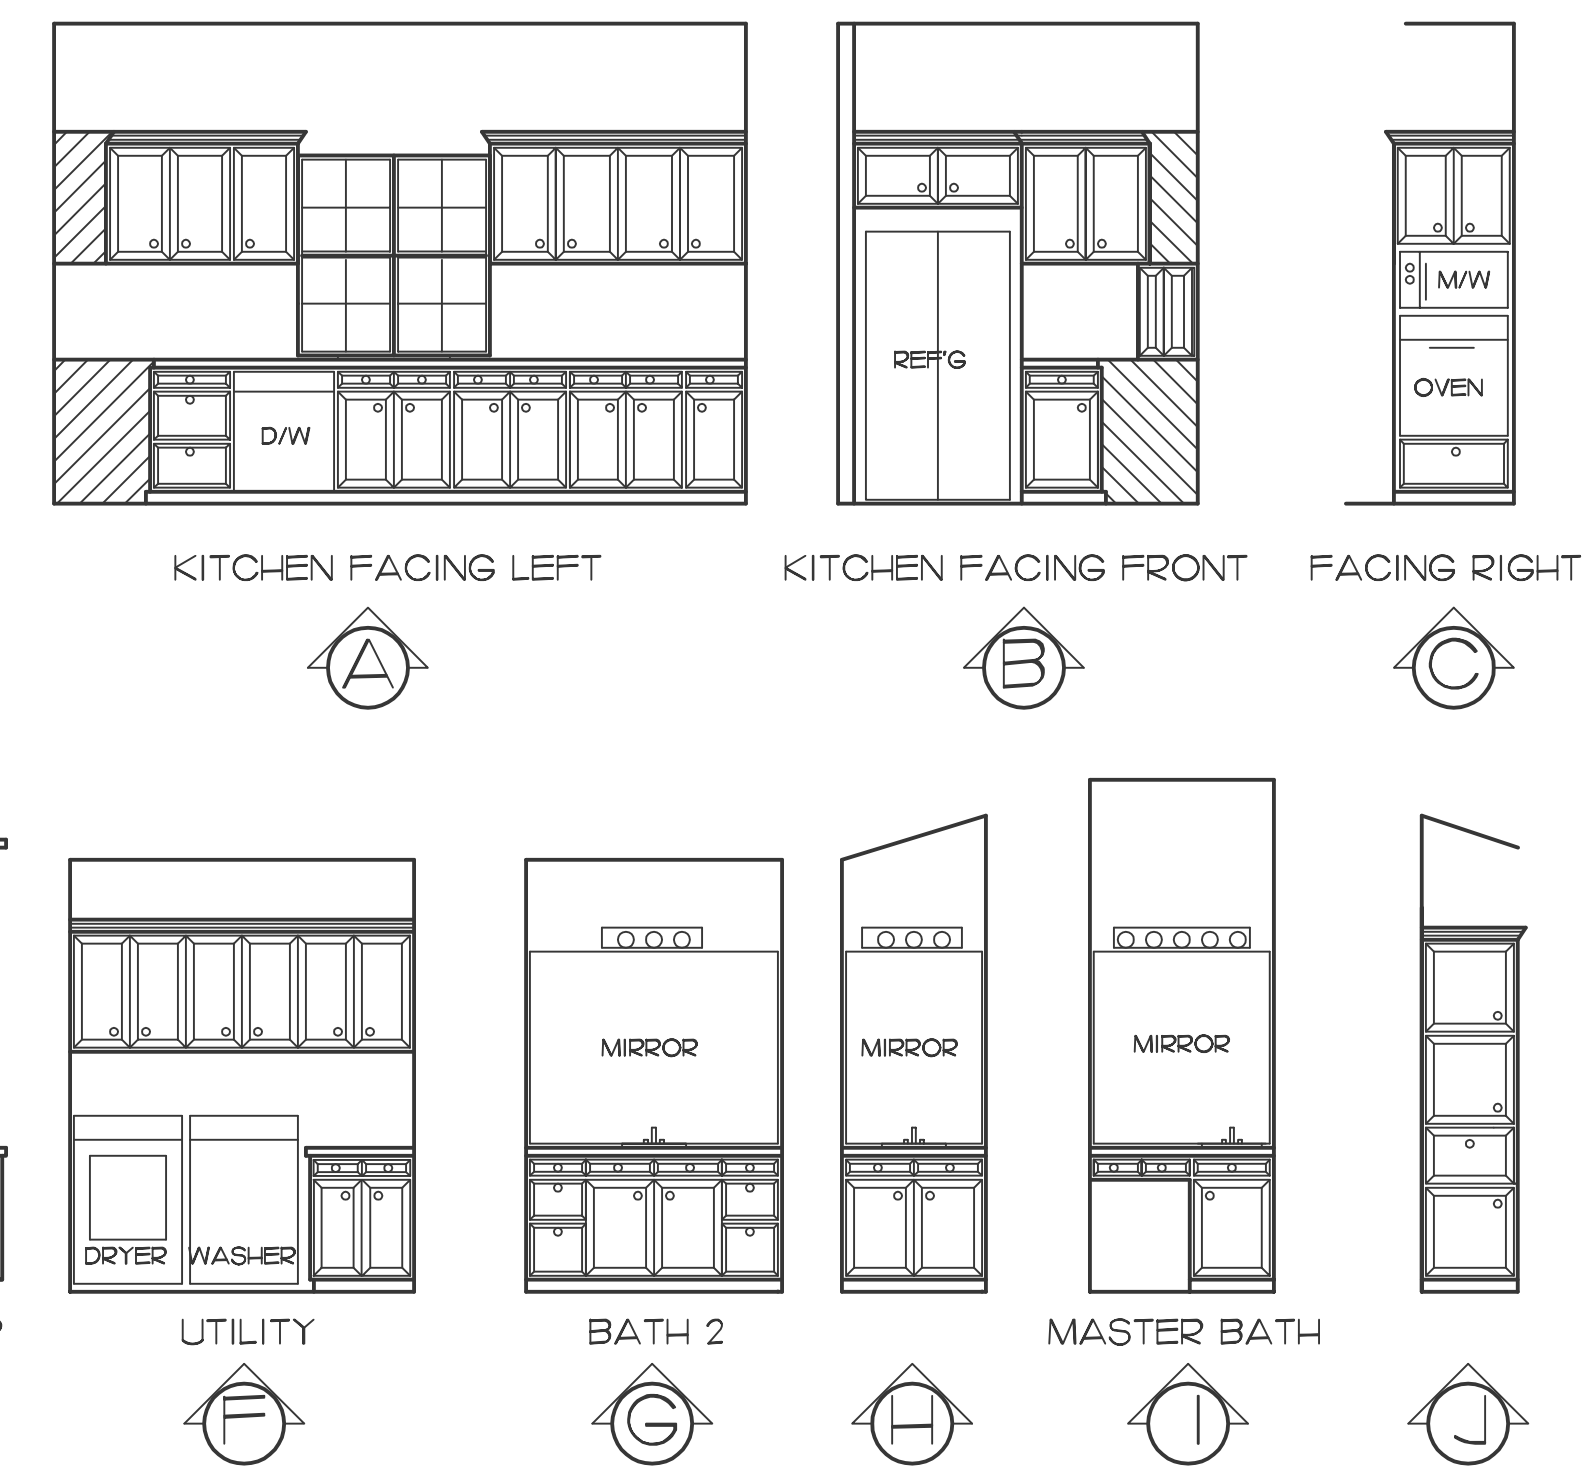 M/W
REF'G
OVEN
D/W
KITCHEN FACING LEFT
KITCHEN FACING FRONT
FACING RIGHT
A
B
C
MIRROR
MIRROR
MIRROR
DRYER
WASHER
UTILITY
BATH 2
MASTER BATH
F
G
H
I
J